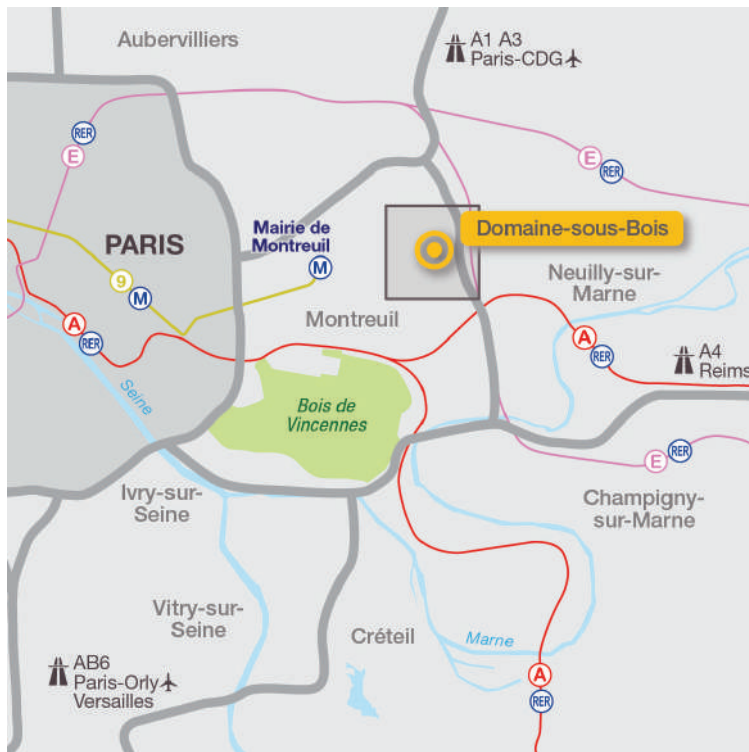 Aubervilliers
A1 A3
Paris-CDG
RER
E
E
RER
PARIS
Mairie de
Montreuil
M
Domaine-sous-Bois
9
M
Neuilly-sur-
Marne
Montreuil
A
RER
A
RER
A4
Reims
Seine
Bois de
Vincennes
E
RER
Ivry-sur-
Seine
Champigny-
sur-Marne
Vitry-sur-
Seine
Créteil
Marne
AB6
Paris-Orly
Versailles
A
RER